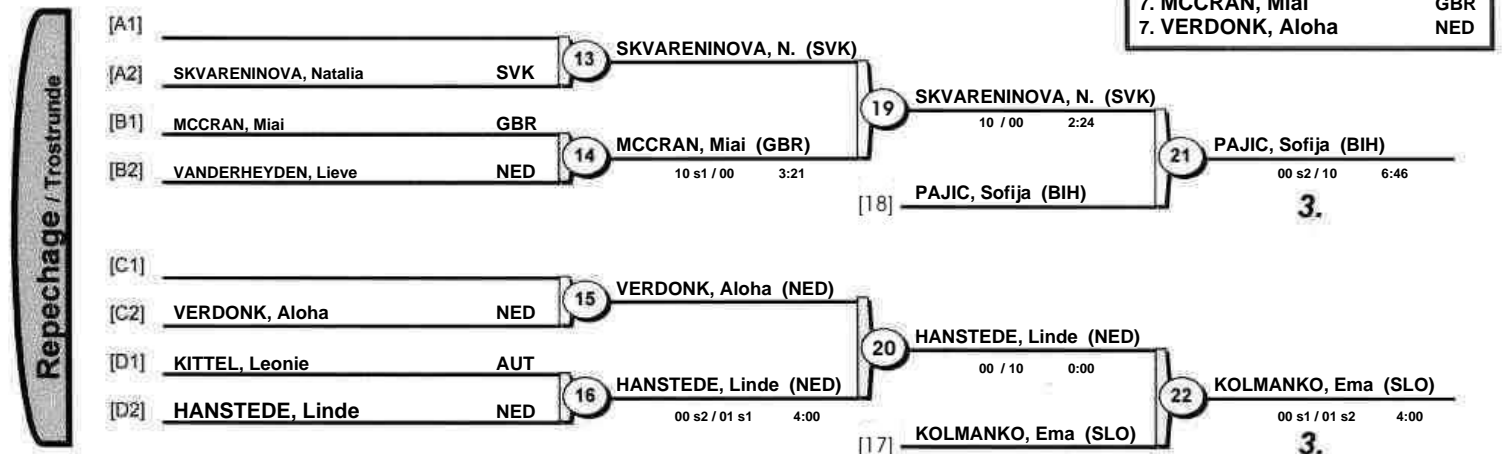 7. MCCRAN, Miai GBR
7. VERDONK, Aloha NED
Repechage / Trostrunde
[A1]
[A2] SKVARENINOVA, Natalia SVK
13
SKVARENINOVA, N. (SVK)
[B1] MCCRAN, Miai GBR
[B2] VANDERHEYDEN, Lieve NED
14
MCCRAN, Miai (GBR)
10 s1 / 00 3:21
19
SKVARENINOVA, N. (SVK)
10 / 00 2:24
[18] PAJIC, Sofija (BIH)
21
PAJIC, Sofija (BIH)
00 s2 / 10 6:46
3.
[C1]
[C2] VERDONK, Aloha NED
15
VERDONK, Aloha (NED)
[D1] KITTEL, Leonie AUT
[D2] HANSTEDE, Linde NED
16
HANSTEDE, Linde (NED)
00 s2 / 01 s1 4:00
20
HANSTEDE, Linde (NED)
00 / 10 0:00
[17] KOLMANKO, Ema (SLO)
22
KOLMANKO, Ema (SLO)
00 s1 / 01 s2 4:00
3.